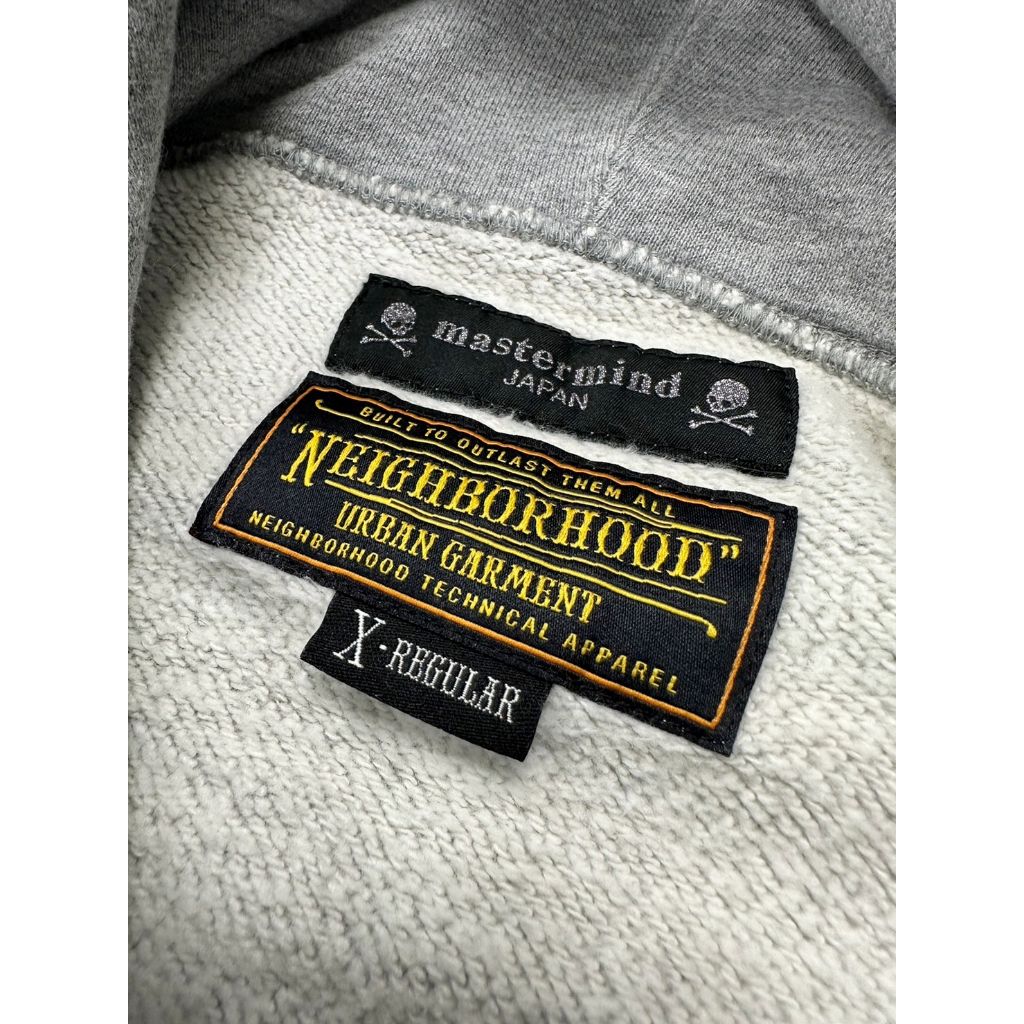 mastermind
JAPAN
BUILT TO OUTLAST THEM ALL
"NEIGHBORHOOD"
URBAN GARMENT
NEIGHBORHOOD TECHNICAL APPAREL
X·REGULAR